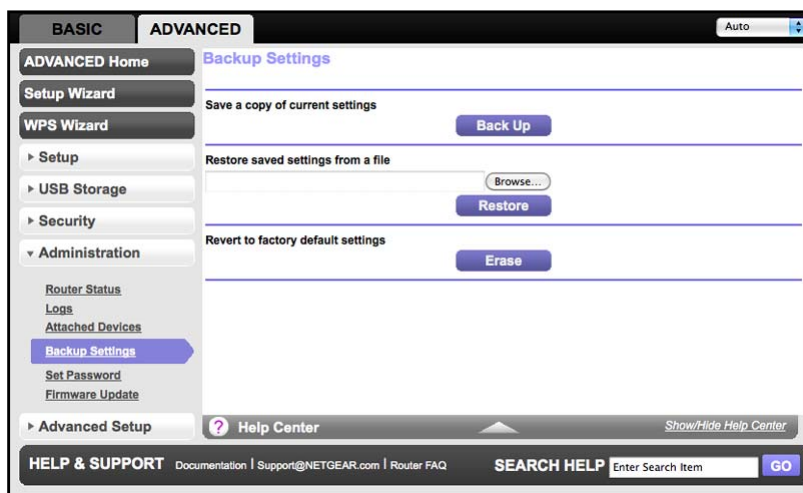 BASIC
ADVANCED
Auto
ADVANCED Home
Setup Wizard
WPS Wizard
Setup
USB Storage
Security
Administration
Router Status
Logs
Attached Devices
Backup Settings
Set Password
Firmware Update
Advanced Setup
Backup Settings
Save a copy of current settings
Back Up
Restore saved settings from a file
Browse...
Restore
Revert to factory default settings
Erase
? Help Center
Show/Hide Help Center
HELP & SUPPORT Documentation | Support@NETGEAR.com | Router FAQ
SEARCH HELP Enter Search Item GO